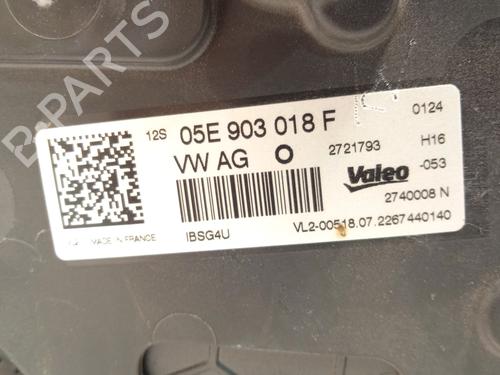 12S 05E 903 018 F 0124
VW AG O 2721793 H16
Valeo -053
2740008 N
MADE IN FRANCE IBSG4U VL2-00518.07.2267440140
B-PARTS